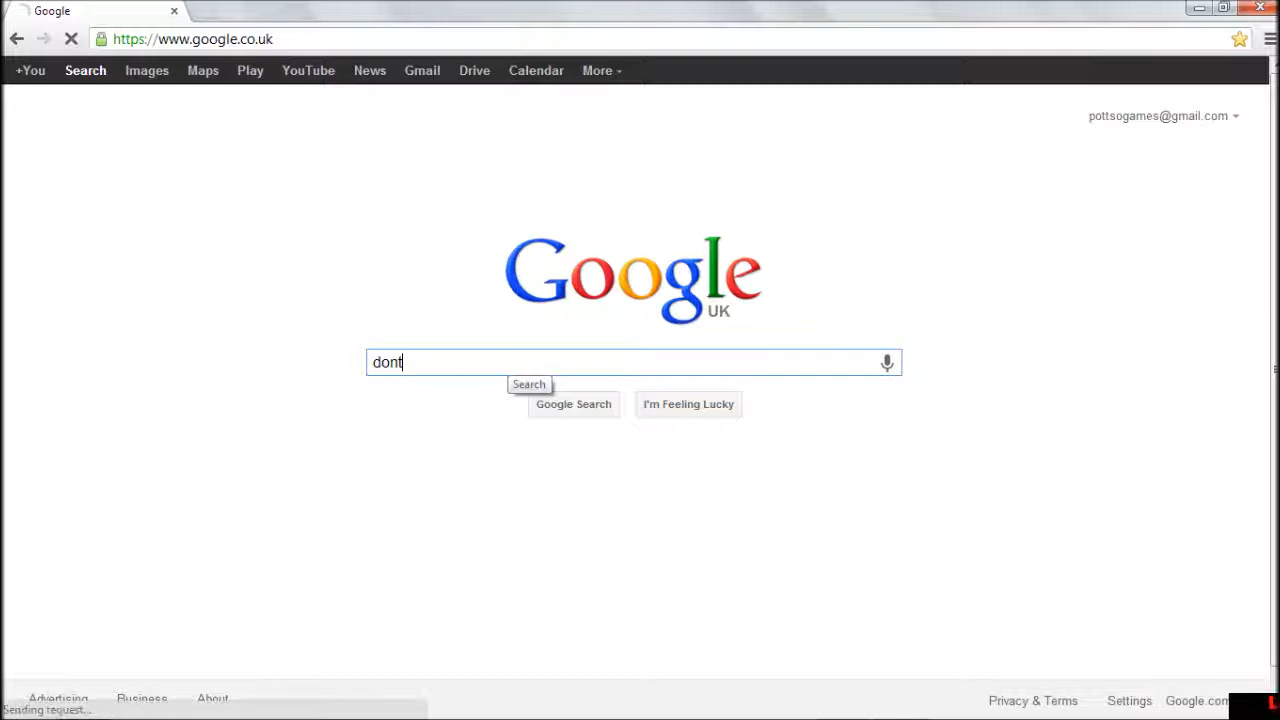 Google
https://www.google.co.uk
+You Search Images Maps Play YouTube News Gmail Drive Calendar More
pottsogames@gmail.com
Google
UK
dont
Search
Google Search I'm Feeling Lucky
Advertising Business About Privacy & Terms Settings Google.com
Sending request...